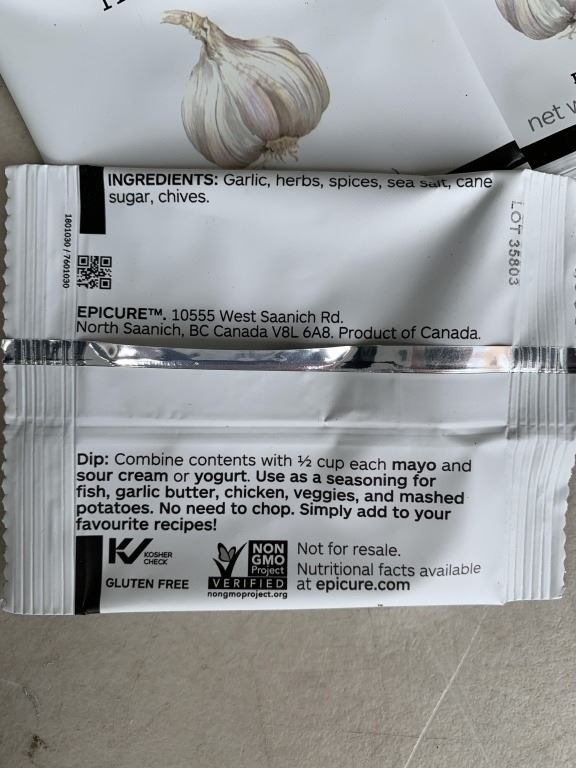 net
INGREDIENTS: Garlic, herbs, spices, sea salt, cane
sugar, chives.
1801030 / 7601030
LOT 35803
EPICURE™. 10555 West Saanich Rd.
North Saanich, BC Canada V8L 6A8. Product of Canada.
Dip: Combine contents with ½ cup each mayo and
sour cream or yogurt. Use as a seasoning for
fish, garlic butter, chicken, veggies, and mashed
potatoes. No need to chop. Simply add to your
favourite recipes!
KOSHER
CHECK
GLUTEN FREE
NON
GMO
Project
VERIFIED
nongmoproject.org
Not for resale.
Nutritional facts available
at epicure.com